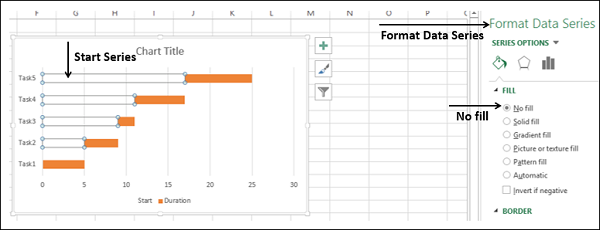 F G H I J K L M N O P
Format Data Series
Format Data Series
SERIES OPTIONS
Start Series
Chart Title
FILL
No fill
No fill
Solid fill
Gradient fill
Picture or texture fill
Pattern fill
Automatic
Invert if negative
BORDER
Task5
Task4
Task3
Task2
Task1
0 5 10 15 20 25 30
Start Duration